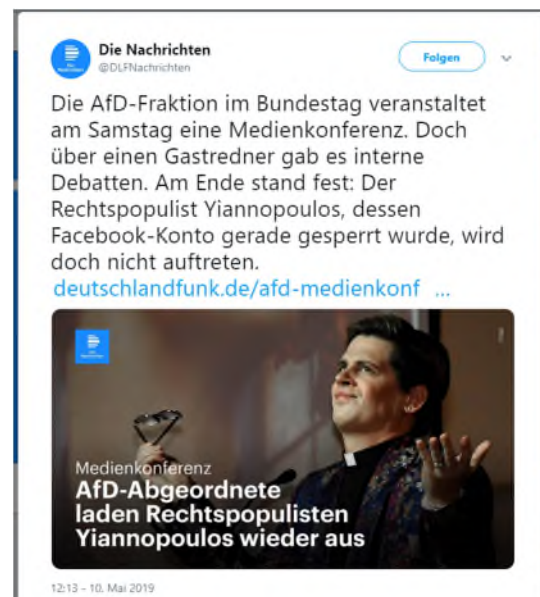 Die Nachrichten
@DLFNachrichten
Folgen
Die AfD-Fraktion im Bundestag veranstaltet
am Samstag eine Medienkonferenz. Doch
über einen Gastredner gab es interne
Debatten. Am Ende stand fest: Der
Rechtspopulist Yiannopoulos, dessen
Facebook-Konto gerade gesperrt wurde, wird
doch nicht auftreten.
deutschlandfunk.de/afd-medienkonf ...
Medienkonferenz
AfD-Abgeordnete
laden Rechtspopulisten
Yiannopoulos wieder aus
12:13 - 10. Mai 2019